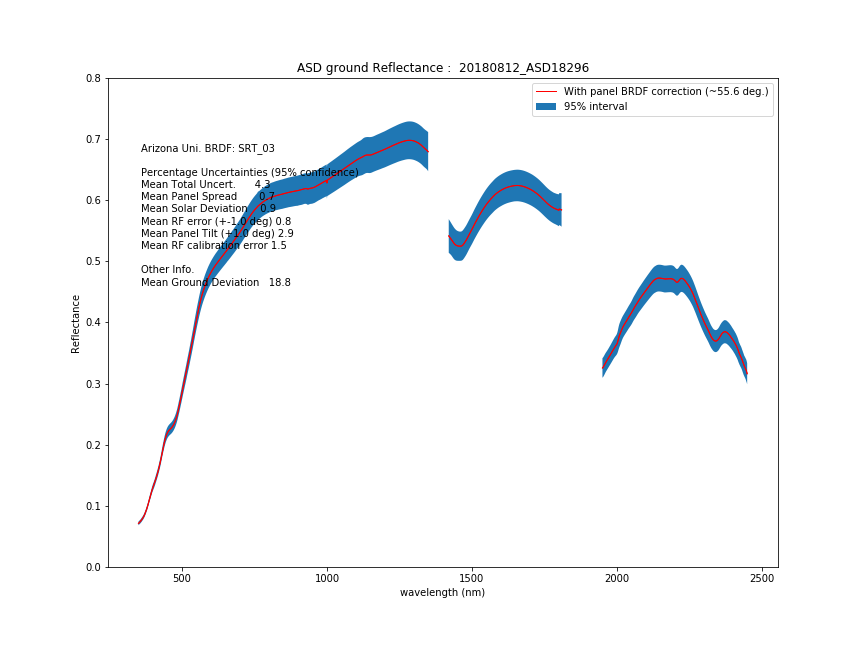 ASD ground Reflectance :  20180812_ASD18296
With panel BRDF correction (~55.6 deg.)
95% interval
Arizona Uni. BRDF: SRT_03
Percentage Uncertainties (95% confidence)
Mean Total Uncert. 4.3
Mean Panel Spread 0.7
Mean Solar Deviation 0.9
Mean RF error (+-1.0 deg) 0.8
Mean Panel Tilt (+1.0 deg) 2.9
Mean RF calibration error 1.5
Other Info.
Mean Ground Deviation 18.8
Reflectance
0.8
0.7
0.6
0.5
0.4
0.3
0.2
0.1
0.0
500 1000 1500 2000 2500
wavelength (nm)